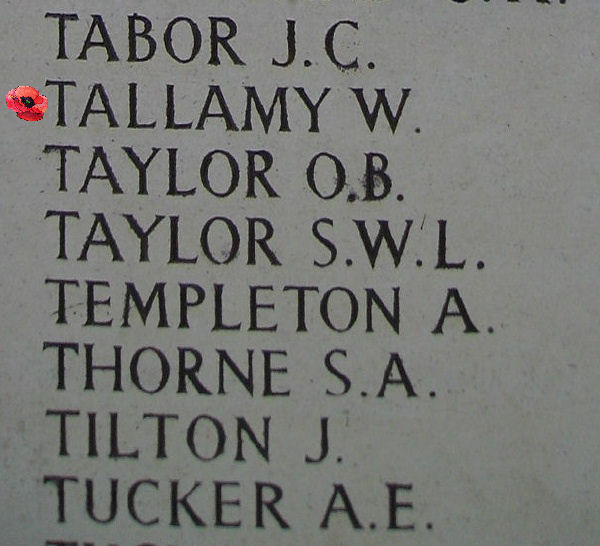 TABOR J.C.
TALLAMY W.
TAYLOR O.B.
TAYLOR S.W.L.
TEMPLETON A.
THORNE S.A.
TILTON J.
TUCKER A.E.